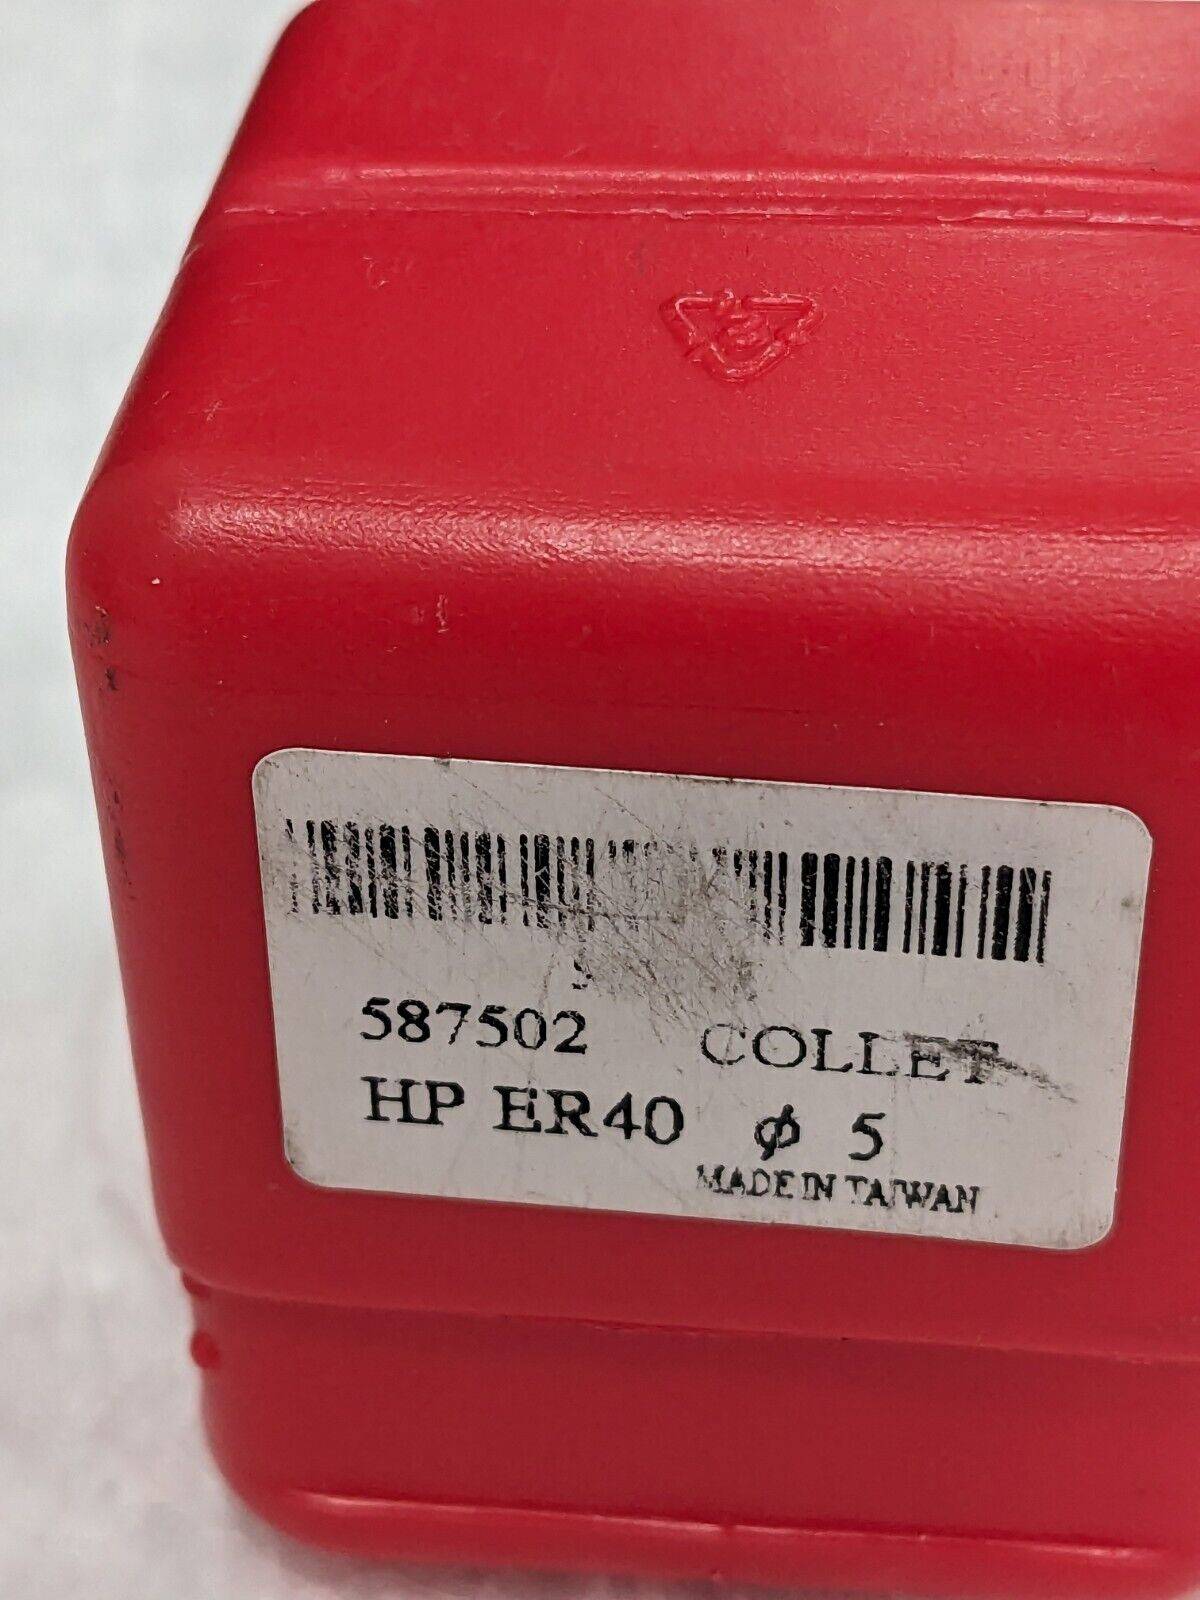 587502 COLLET
HP ER40 ϕ 5
MADE IN TAIWAN